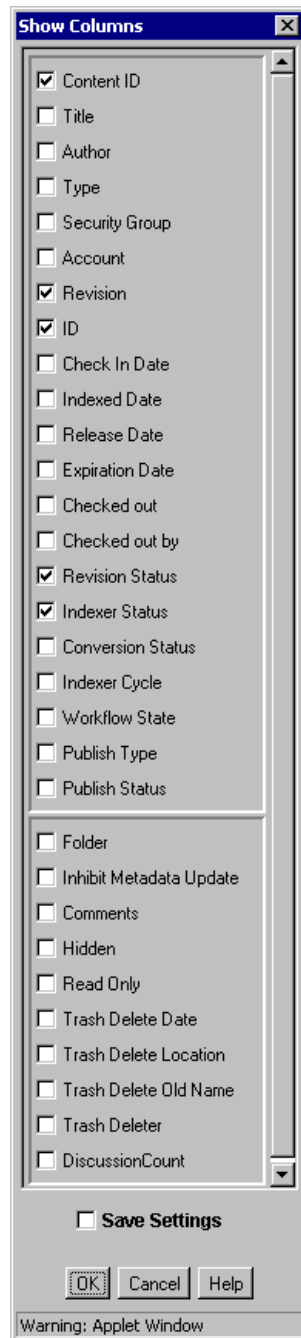 Show Columns
Content ID
Title
Author
Type
Security Group
Account
Revision
ID
Check In Date
Indexed Date
Release Date
Expiration Date
Checked out
Checked out by
Revision Status
Indexer Status
Conversion Status
Indexer Cycle
Workflow State
Publish Type
Publish Status
Folder
Inhibit Metadata Update
Comments
Hidden
Read Only
Trash Delete Date
Trash Delete Location
Trash Delete Old Name
Trash Deleter
DiscussionCount
Save Settings
OK Cancel Help
Warning: Applet Window